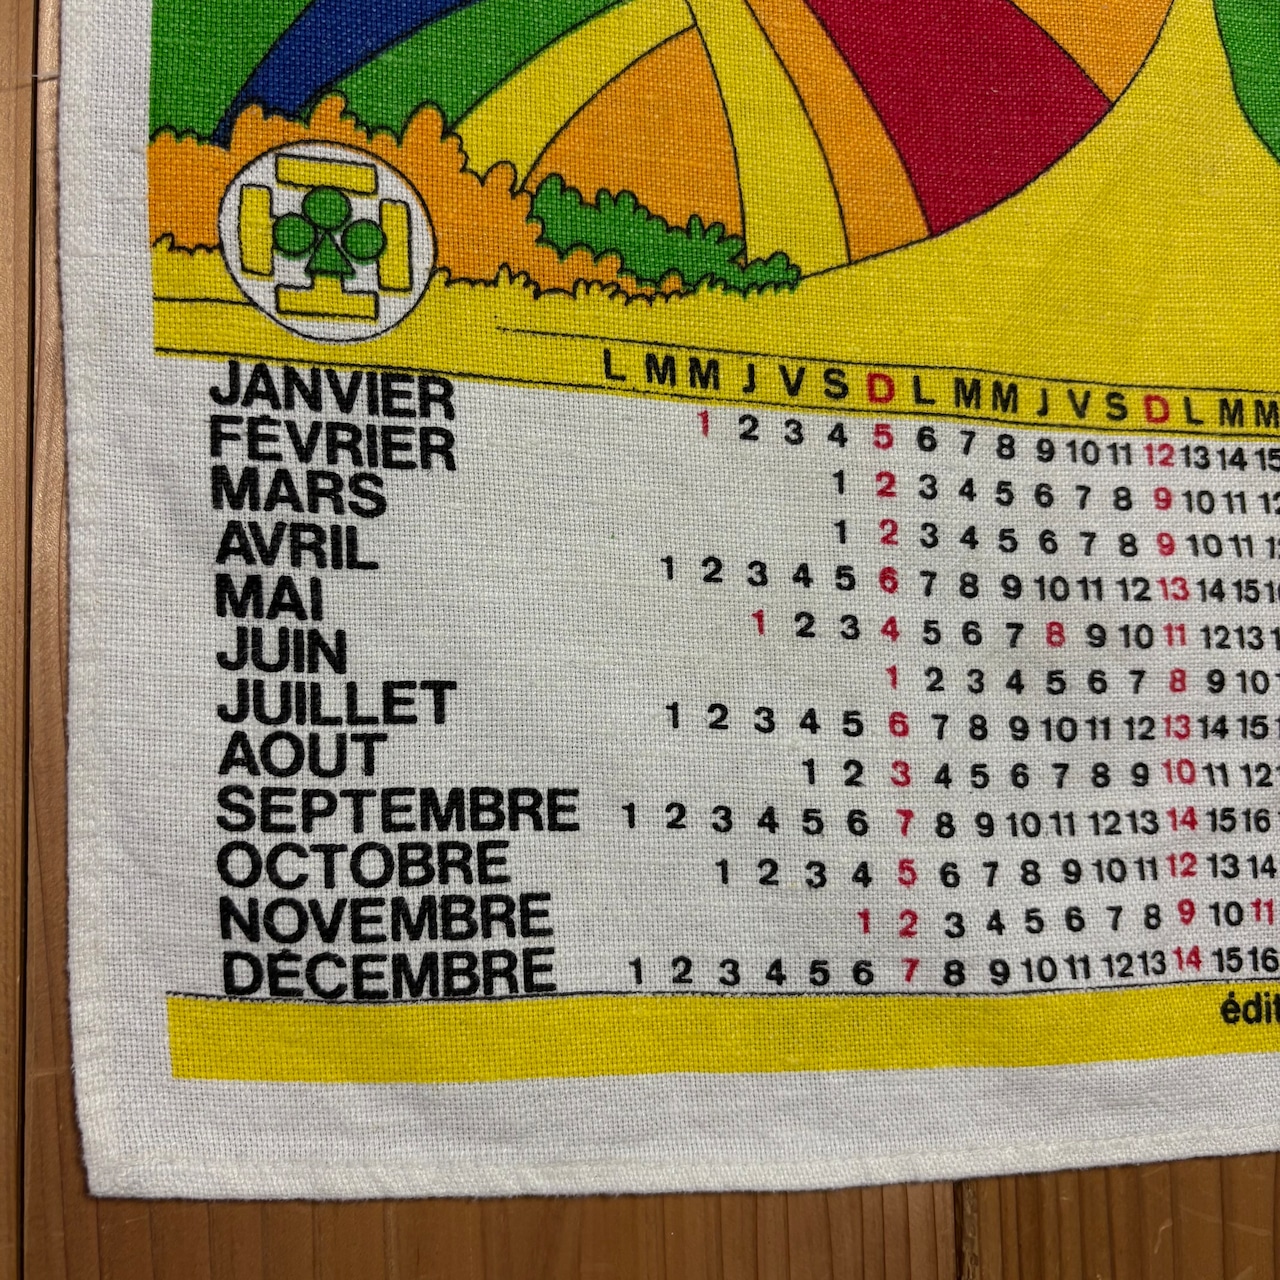 L M M J V S D L M M J V S D L M M
JANVIER 1 2 3 4 5 6 7 8 9 10 11 12 13 14 15
FÉVRIER 1 2 3 4 5 6 7 8 9 10 11
MARS 1 2 3 4 5 6 7 8 9 10 11
AVRIL 1 2 3 4 5 6 7 8 9 10 11 12 13 14 15
MAI 1 2 3 4 5 6 7 8 9 10 11 12 13
JUIN 1 2 3 4 5 6 7 8 9 10
JUILLET 1 2 3 4 5 6 7 8 9 10 11 12 13 14 15
AOUT 1 2 3 4 5 6 7 8 9 10 11 12
SEPTEMBRE 1 2 3 4 5 6 7 8 9 10 11 12 13 14 15 16
OCTOBRE 1 2 3 4 5 6 7 8 9 10 11 12 13 14
NOVEMBRE 1 2 3 4 5 6 7 8 9 10 11
DÉCEMBRE 1 2 3 4 5 6 7 8 9 10 11 12 13 14 15 16